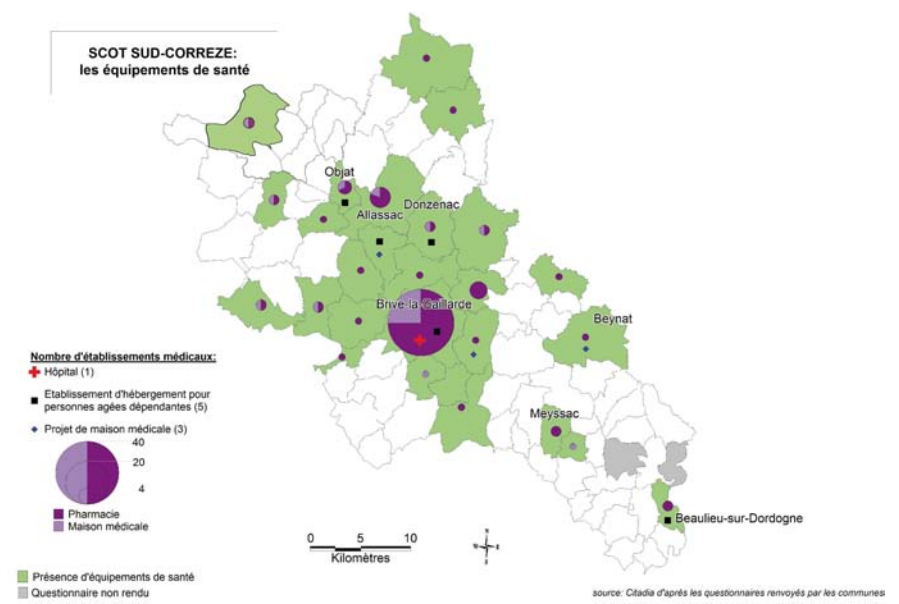 SCOT SUD-CORREZE:
les équipements de santé
Objat
Allassac
Donzenac
Brive-la-Gaillarde
Beynat
Meyssac
Beaulieu-sur-Dordogne
Nombre d'établissements médicaux:
Hôpital (1)
Etablissement d'hébergement pour
personnes agées dépendantes (5)
Projet de maison médicale (3)
40
20
4
Pharmacie
Maison médicale
0 5 10
Kilomètres
Présence d'équipements de santé
Questionnaire non rendu
source: Citadia d'après les questionnaires renvoyés par les communes